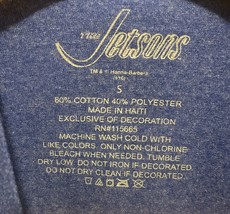 THE
Jetsons
TM & © Hanna-Barbera
(s16)
S
60% COTTON 40% POLYESTER
MADE IN HAITI
EXCLUSIVE OF DECORATION
RN#115665
MACHINE WASH COLD WITH
LIKE COLORS. ONLY NON-CHLORINE
BLEACH WHEN NEEDED. TUMBLE
DRY LOW. DO NOT IRON IF DECORATED.
DO NOT DRY CLEAN IF DECORATED.